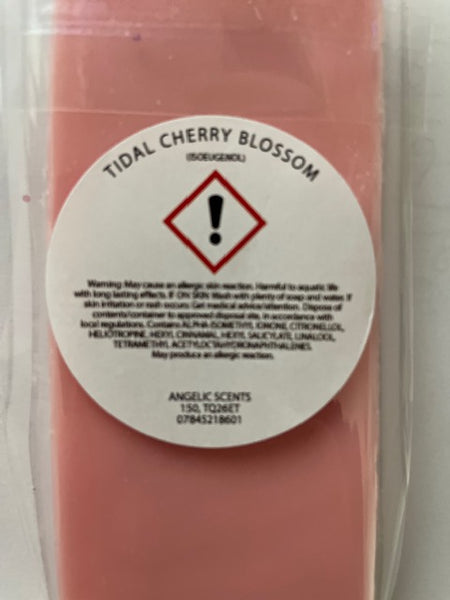 TIDAL CHERRY BLOSSOM
(ISOEUGENOL)
Warning: May cause an allergic skin reaction. Harmful to aquatic life
with long lasting effects. IF ON SKIN: Wash with plenty of soap and water. If
skin irritation or rash occurs: Get medical advice/attention. Dispose of
contents/container to approved disposal site, in accordance with
local regulations. Contains ALPHA-ISOMETHYL IONONE, CITRONELLOL,
HELIOTROPINE, HEXYL CINNAMAL, HEXYL SALICYLATE, LINALOOL,
TETRAMETHYL ACETYLOCTAHYDRONAPHTHALENES.
May produce an allergic reaction.
ANGELIC SCENTS
150, TQ26ET
07845218601